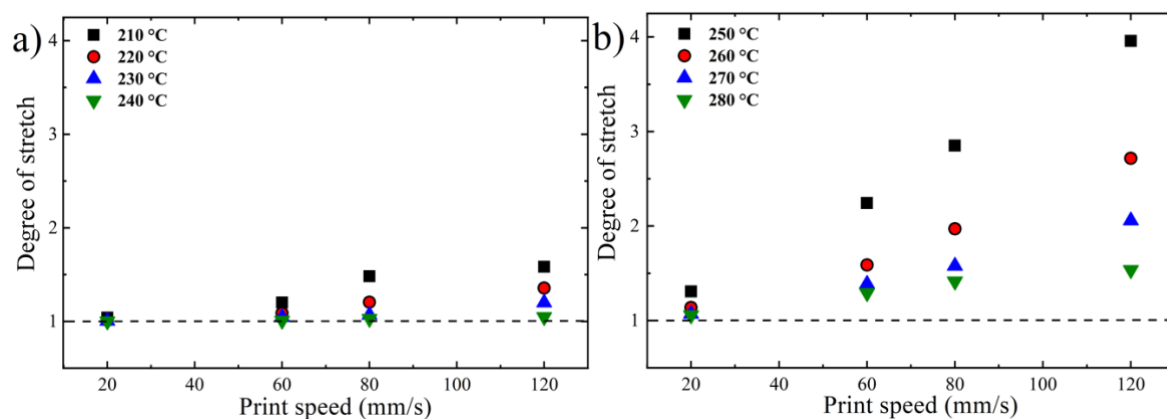 a)
210 °C
220 °C
230 °C
240 °C
Degree of stretch
4
3
2
1
20 40 60 80 100 120
Print speed (mm/s)
b)
250 °C
260 °C
270 °C
280 °C
Degree of stretch
4
3
2
1
20 40 60 80 100 120
Print speed (mm/s)